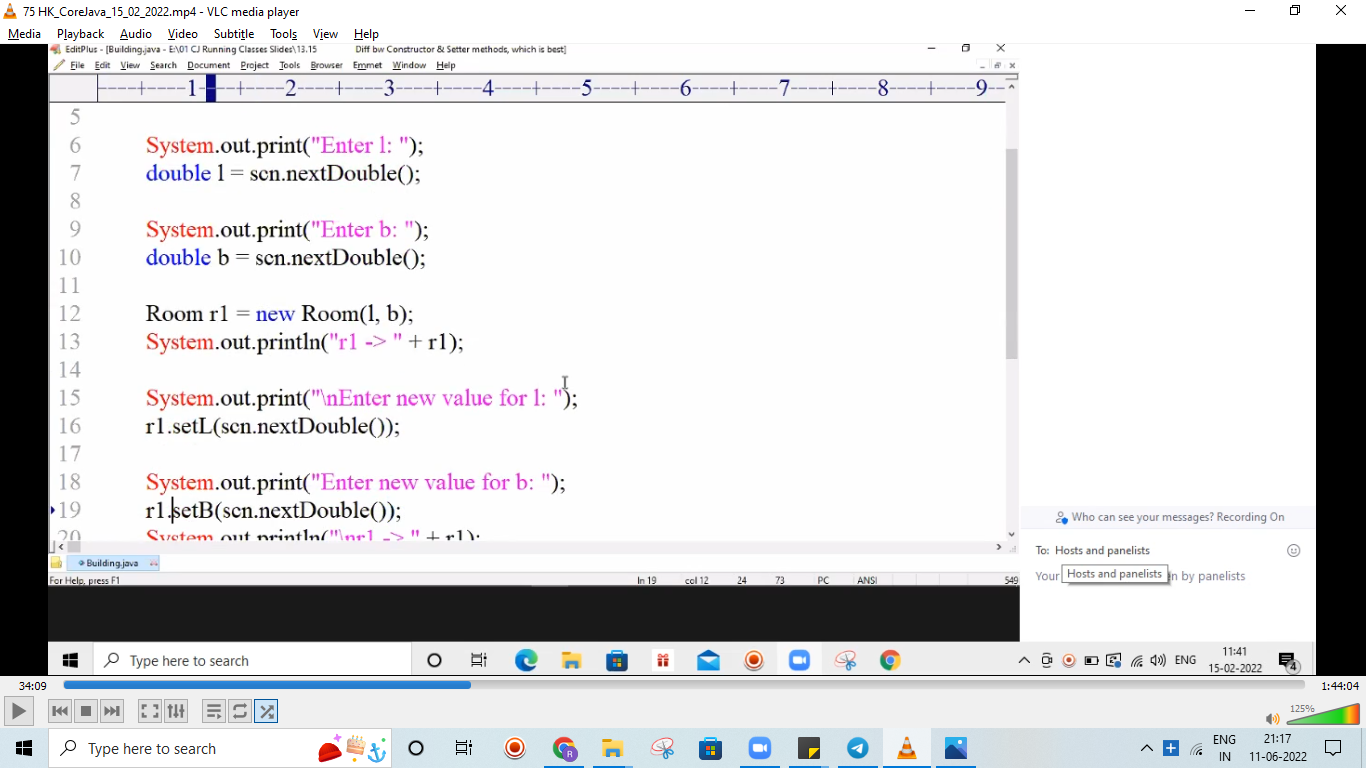 75 HK_CoreJava_15_02_2022.mp4 - VLC media player
Media Playback Audio Video Subtitle Tools View Help
EditPlus - [Building.java - E:\01 CJ Running Classes Slides\13.15 Diff bw Constructor & Setter methods, which is best]
File Edit View Search Document Project Tools Browser Emmet Window Help
----+----1----+----2----+----3----+----4----+----5----+----6----+----7----+----8----+----9--
5
6 System.out.print("Enter l: ");
7 double l = scn.nextDouble();
8
9 System.out.print("Enter b: ");
10 double b = scn.nextDouble();
11
12 Room r1 = new Room(l, b);
13 System.out.println("r1 -> " + r1);
14
15 System.out.print("\nEnter new value for l: ");
16 r1.setL(scn.nextDouble());
17
18 System.out.print("Enter new value for b: ");
19 r1.setB(scn.nextDouble());
20 System.out.println("\nr1 -> " + r1);
Building.java
For Help, press F1 ln 19 col 12 24 73 PC ANSI 549
Who can see your messages? Recording On
To: Hosts and panelists
Your
Hosts and panelists
n by panelists
Type here to search
ENG
11:41
15-02-2022
4
34:09
1:44:04
125%
Type here to search
ENG
IN
21:17
11-06-2022